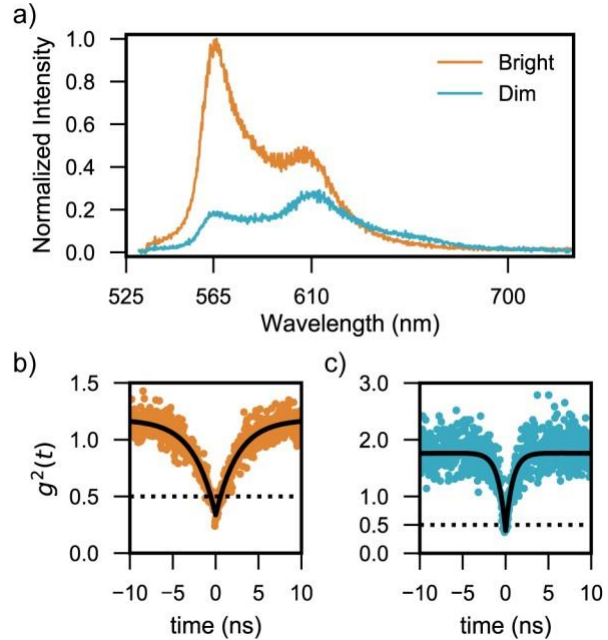 a)
Normalized Intensity
1.0
0.8
0.6
0.4
0.2
0.0
Bright
Dim
525 565 610 700
Wavelength (nm)
b)
g²(t)
1.5
1.0
0.5
0.0
−10 −5 0 5 10
time (ns)
c)
3.0
2.0
1.0
0.5
0.0
−10 −5 0 5 10
time (ns)